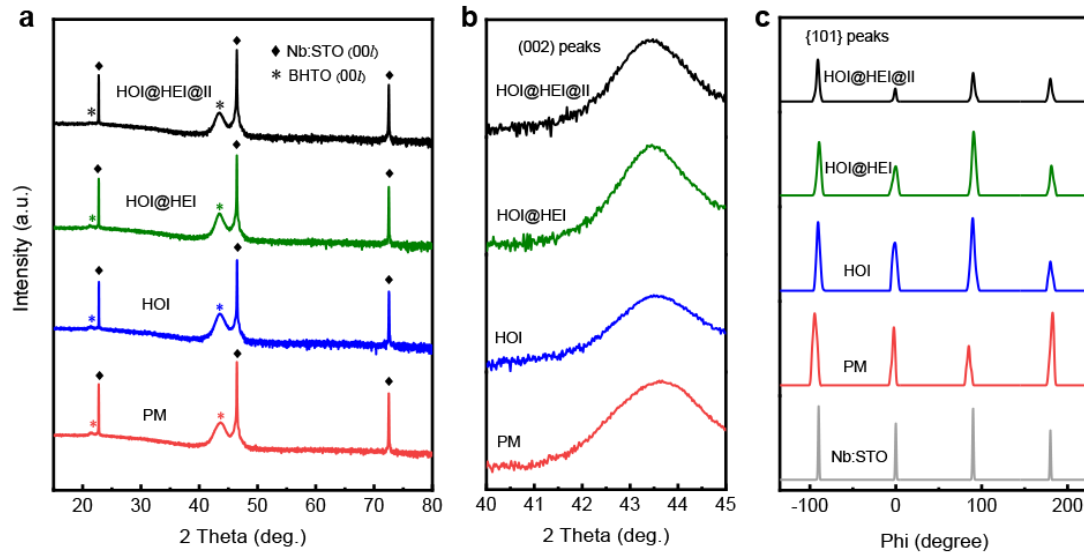 a
◆ Nb:STO (00l)
* BHTO (00l)
HOI@HEI@II
HOI@HEI
HOI
PM
Intensity (a.u.)
20 30 40 50 60 70 80
2 Theta (deg.)
b
(002) peaks
HOI@HEI@II
HOI@HEI
HOI
PM
40 41 42 43 44 45
2 Theta (deg.)
c
{101} peaks
HOI@HEI@II
HOI@HEI
HOI
PM
Nb:STO
-100 0 100 200
Phi (degree)